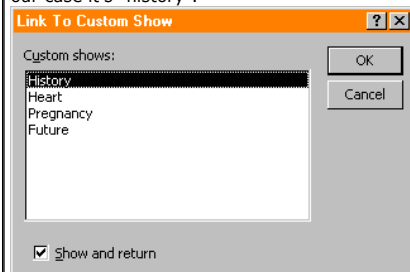 our case it's "history".
Link To Custom Show
Custom shows:
OK
History
Heart
Cancel
Pregnancy
Future
Show and return